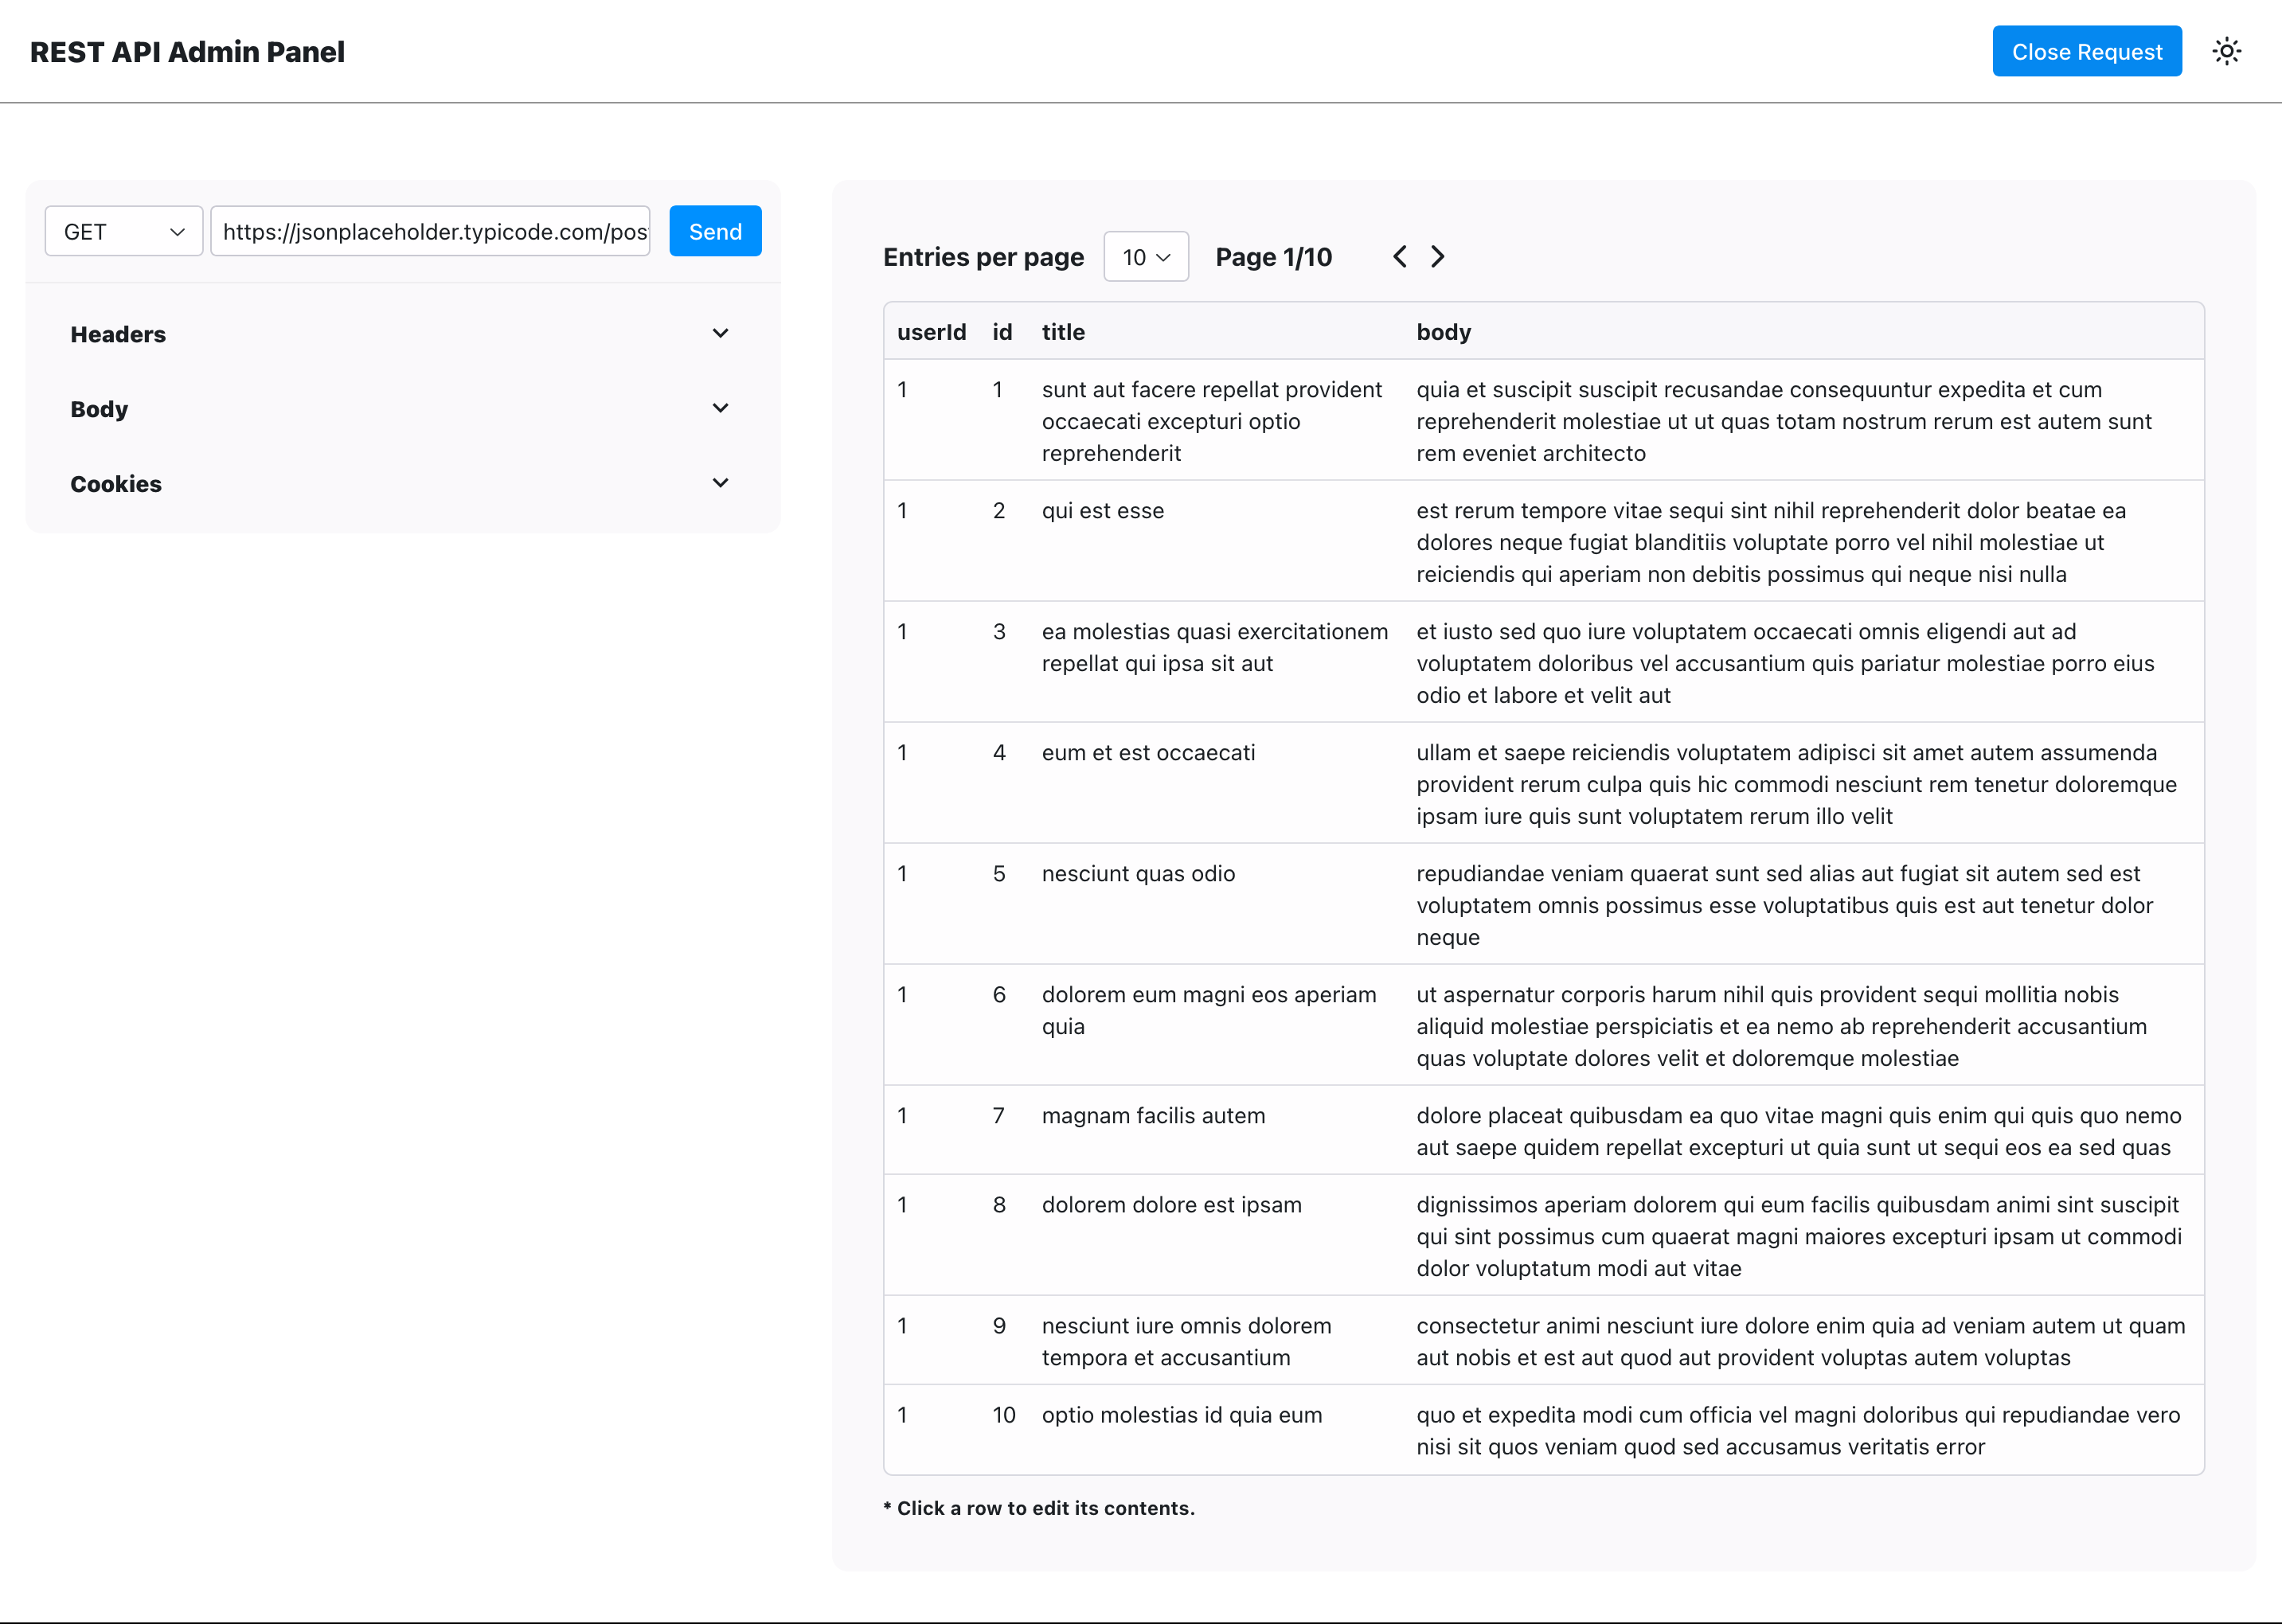 REST API Admin Panel
Close Request
GET
https://jsonplaceholder.typicode.com/pos
Send
Headers
Body
Cookies
Entries per page 10 Page 1/10
userId id title body
1 1 sunt aut facere repellat provident quia et suscipit suscipit recusandae consequuntur expedita et cum
occaecati excepturi optio reprehenderit molestiae ut ut quas totam nostrum rerum est autem sunt
reprehenderit rem eveniet architecto
1 2 qui est esse est rerum tempore vitae sequi sint nihil reprehenderit dolor beatae ea
dolores neque fugiat blanditiis voluptate porro vel nihil molestiae ut
reiciendis qui aperiam non debitis possimus qui neque nisi nulla
1 3 ea molestias quasi exercitationem et iusto sed quo iure voluptatem occaecati omnis eligendi aut ad
repellat qui ipsa sit aut voluptatem doloribus vel accusantium quis pariatur molestiae porro eius
odio et labore et velit aut
1 4 eum et est occaecati ullam et saepe reiciendis voluptatem adipisci sit amet autem assumenda
provident rerum culpa quis hic commodi nesciunt rem tenetur doloremque
ipsam iure quis sunt voluptatem rerum illo velit
1 5 nesciunt quas odio repudiandae veniam quaerat sunt sed alias aut fugiat sit autem sed est
voluptatem omnis possimus esse voluptatibus quis est aut tenetur dolor
neque
1 6 dolorem eum magni eos aperiam ut aspernatur corporis harum nihil quis provident sequi mollitia nobis
quia aliquid molestiae perspiciatis et ea nemo ab reprehenderit accusantium
quas voluptate dolores velit et doloremque molestiae
1 7 magnam facilis autem dolore placeat quibusdam ea quo vitae magni quis enim qui quis quo nemo
aut saepe quidem repellat excepturi ut quia sunt ut sequi eos ea sed quas
1 8 dolorem dolore est ipsam dignissimos aperiam dolorem qui eum facilis quibusdam animi sint suscipit
qui sint possimus cum quaerat magni maiores excepturi ipsam ut commodi
dolor voluptatum modi aut vitae
1 9 nesciunt iure omnis dolorem consectetur animi nesciunt iure dolore enim quia ad veniam autem ut quam
tempora et accusantium aut nobis et est aut quod aut provident voluptas autem voluptas
1 10 optio molestias id quia eum quo et expedita modi cum officia vel magni doloribus qui repudiandae vero
nisi sit quos veniam quod sed accusamus veritatis error
* Click a row to edit its contents.